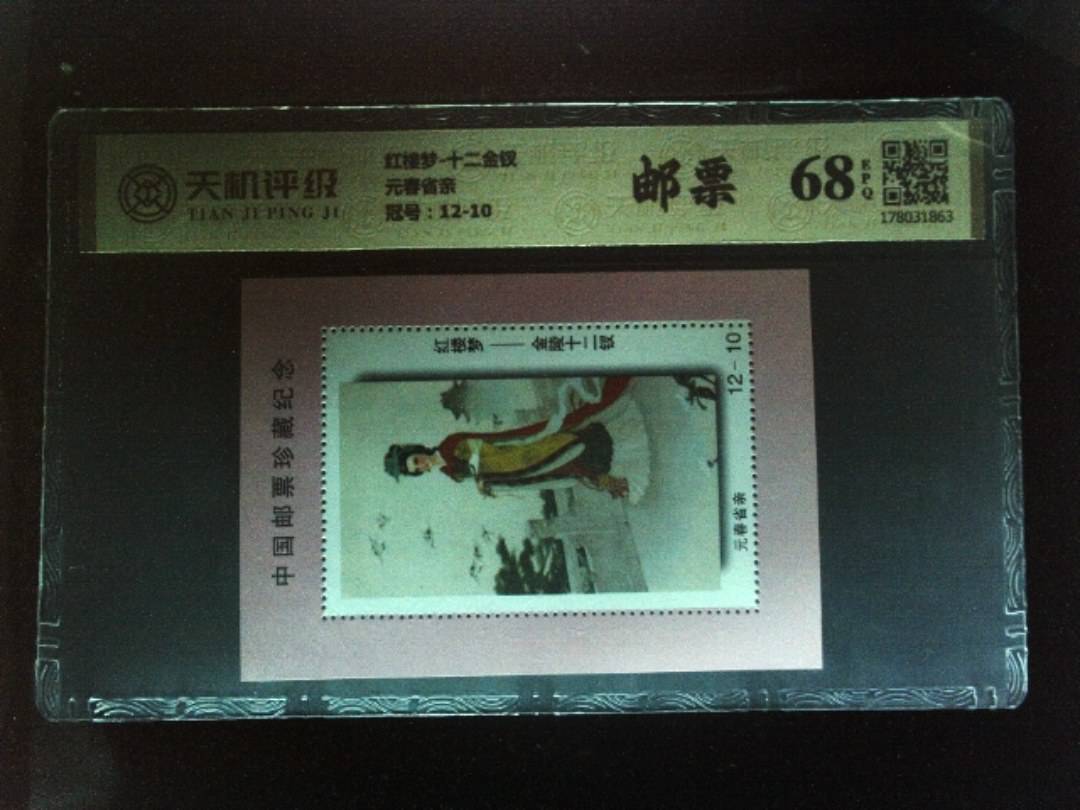 天机评级
TIAN JI PING JI
红楼梦-十二金钗
元春省亲
冠号：12-10
邮票
68
EPQ
178031863
中国邮票珍藏纪念
红楼梦——金陵十二钗
12-10
元春省亲